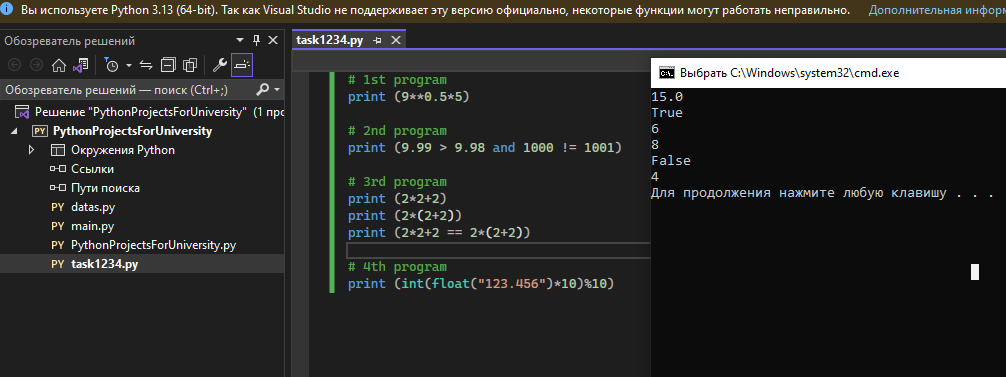 Вы используете Python 3.13 (64-bit). Так как Visual Studio не поддерживает эту версию официально, некоторые функции могут работать неправильно. Дополнительная
Обозреватель решений
Обозреватель решений — поиск (Ctrl+;)
Решение "PythonProjectsForUniversity" (1
PythonProjectsForUniversity
Окружения Python
Ссылки
Пути поиска
PY datas.py
PY main.py
PY PythonProjectsForUniversity.py
PY task1234.py
task1234.py
# 1st program
print (9**0.5*5)
# 2nd program
print (9.99 > 9.98 and 1000 != 1001)
# 3rd program
print (2*2+2)
print (2*(2+2))
print (2*2+2 == 2*(2+2))
# 4th program
print (int(float("123.456")*10)%10)
Выбрать C:\Windows\system32\cmd.exe
15.0
True
6
8
False
4
Для продолжения нажмите любую клавишу . . .